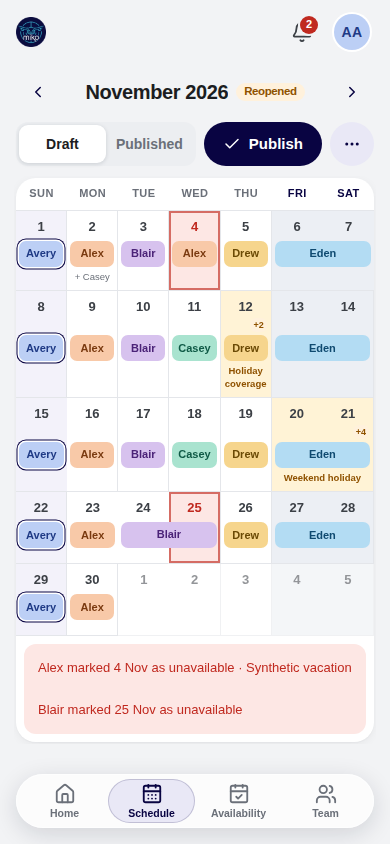 miko
2
AA
November 2026 Reopened
Draft Published Publish
SUN MON TUE WED THU FRI SAT
1 2 3 4 5 6 7
Avery Alex Blair Alex Drew Eden
+ Casey
8 9 10 11 12 13 14
+2
Avery Alex Blair Casey Drew Eden
Holiday
coverage
15 16 17 18 19 20 21
+4
Avery Alex Blair Casey Drew Eden
Weekend holiday
22 23 24 25 26 27 28
Avery Alex Blair Drew Eden
29 30 1 2 3 4 5
Avery Alex
Alex marked 4 Nov as unavailable · Synthetic vacation
Blair marked 25 Nov as unavailable
Home Schedule Availability Team